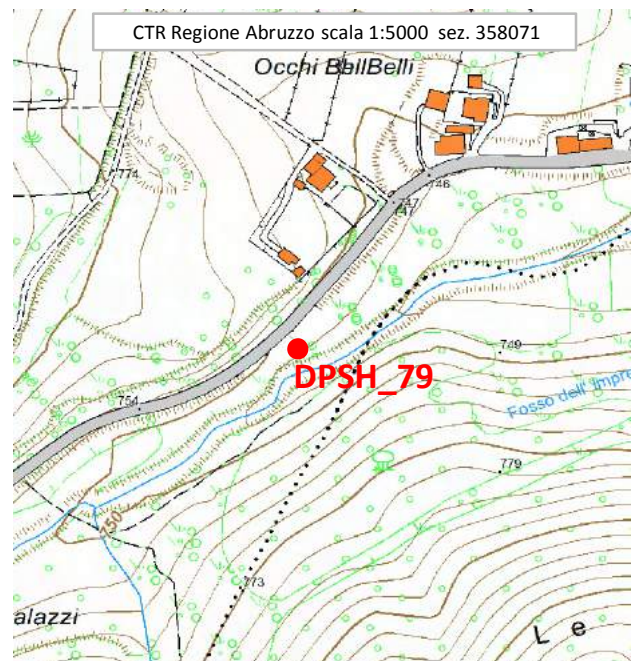 CTR Regione Abruzzo scala 1:5000 sez. 358071
Occhi Belli
774
746
747
749
DPSH_79
754
Fosso dell' Impre
779
750
773
alazzi
L e